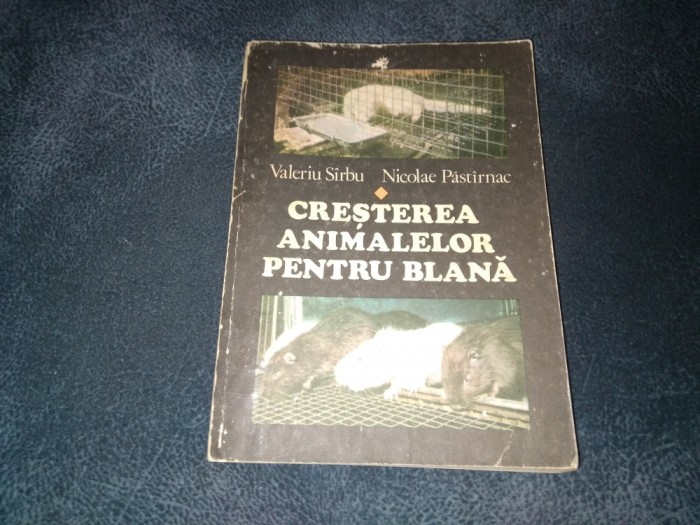 Valeriu Sîrbu Nicolae Păstîrnac
CREȘTEREA
ANIMALELOR
PENTRU BLANĂ